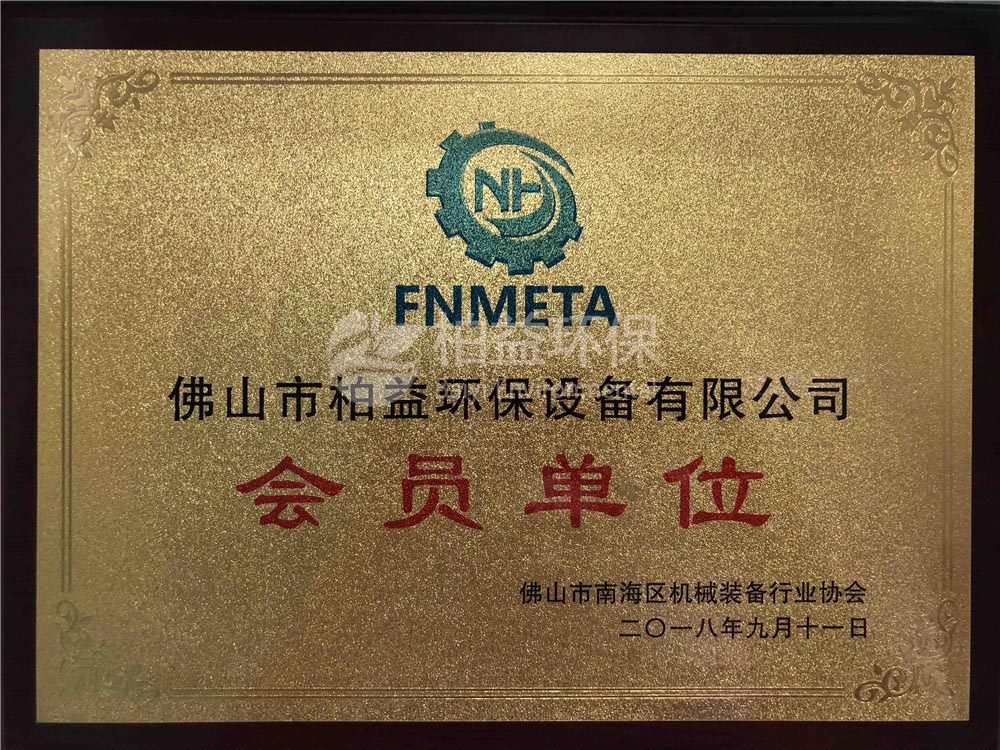 NH
FNMETA
柏益环保
佛山市柏益环保设备有限公司
会员单位
佛山市南海区机械装备行业协会
二〇一八年九月十一日